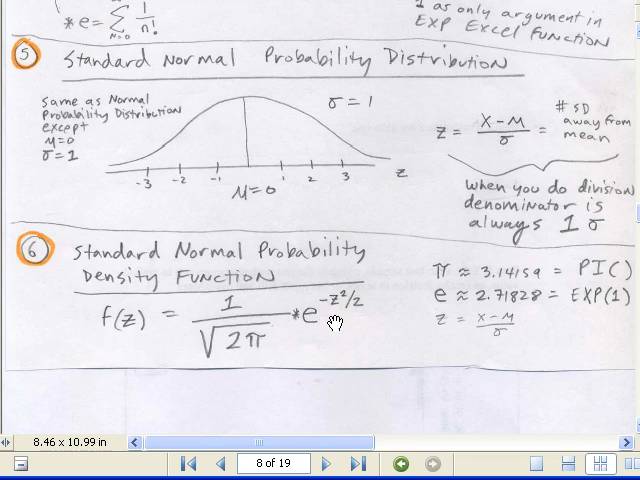 * e = ∞ Σ N=0 1/n!
1 as only argument in
EXP Excel Function
5 Standard Normal Probability Distribution
same as Normal
Probability Distribution
except
M=0
σ=1
σ = 1
z = (X-M)/σ = # SD
away from
mean
-3 -2 -1 1 2 3 z
M=0
when you do division
denominator is
always 1 σ
6 Standard Normal Probability
Density Function
f(z) = 1/√2π * e^-z²/2
π ≈ 3.14159 = PI()
e ≈ 2.71828 = EXP(1)
z = (X-M)/σ
8.46 x 10.99 in
8 of 19